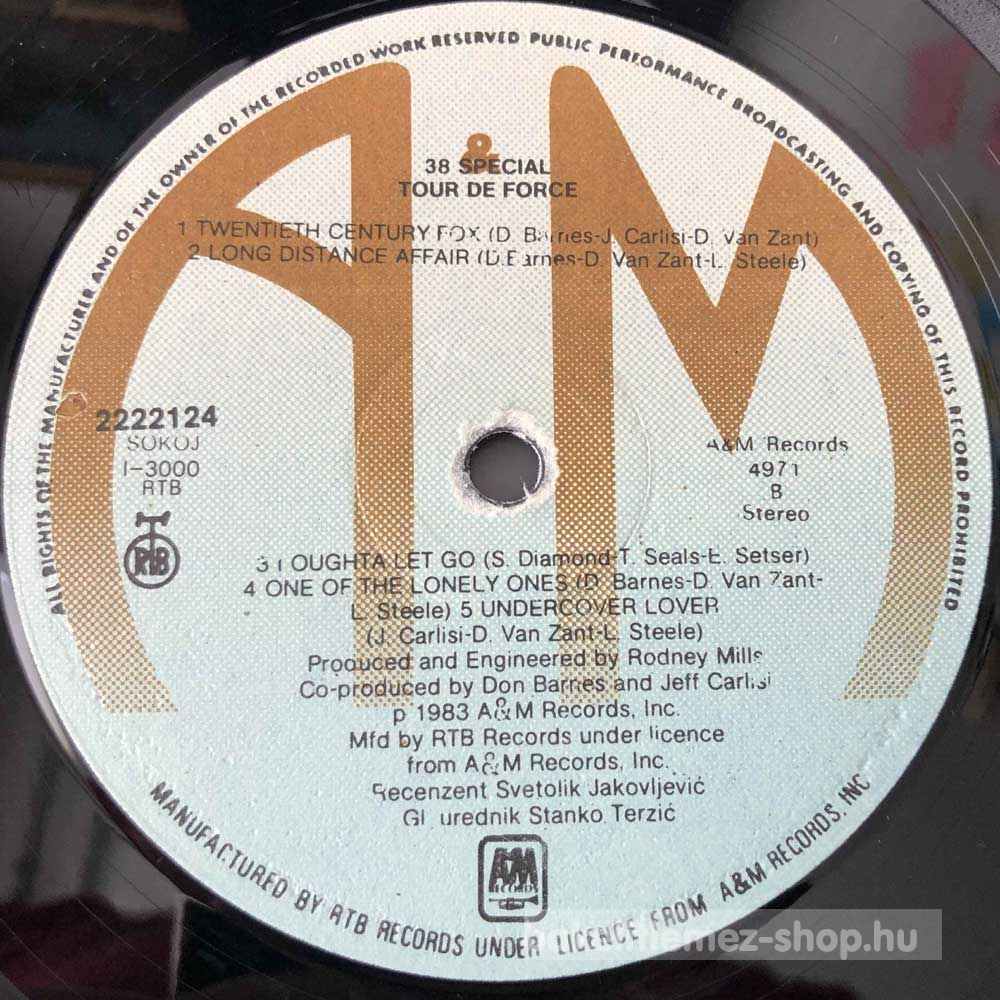 ALL RIGHTS OF THE MANUFACTURER AND OF THE OWNER OF THE RECORDED WORK RESERVED PUBLIC PERFORMANCE BROADCASTING AND COPYING OF THIS RECORD PROHIBITED
A&M
38 SPECIAL
TOUR DE FORCE
1 TWENTIETH CENTURY FOX (D. Barnes-J. Carlisi-D. Van Zant)
2 LONG DISTANCE AFFAIR (D.Barnes-D. Van Zant-L. Steele)
2222124
SOKOJ
I-3000
RTB
RTB
A&M Records
4971
B
Stereo
3 I OUGHTA LET GO (S. Diamond-T. Seals-E. Setser)
4 ONE OF THE LONELY ONES (D. Barnes-D. Van Zant-
L. Steele) 5 UNDERCOVER LOVER
(J. Carlisi-D. Van Zant-L. Steele)
Produced and Engineered by Rodney Mills
Co-produced by Don Barnes and Jeff Carlisi
p 1983 A&M Records, Inc.
Mfd by RTB Records under licence
from A&M Records, Inc.
Recenzent Svetolik Jakovljević
Gl. urednik Stanko Terzić
A&M
RECORDS
MANUFACTURED BY RTB RECORDS UNDER LICENCE FROM A&M RECORDS, INC